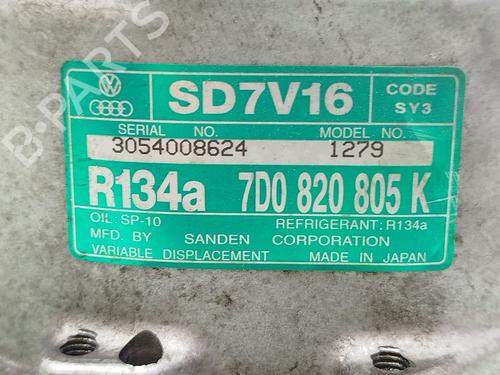 B-PARTS
SD7V16
CODE
SY3
SERIAL NO. MODEL NO.
3054008624 1279
R134a 7D0 820 805 K
OIL: SP-10 REFRIGERANT: R134a
MFD. BY SANDEN CORPORATION
VARIABLE DISPLACEMENT MADE IN JAPAN